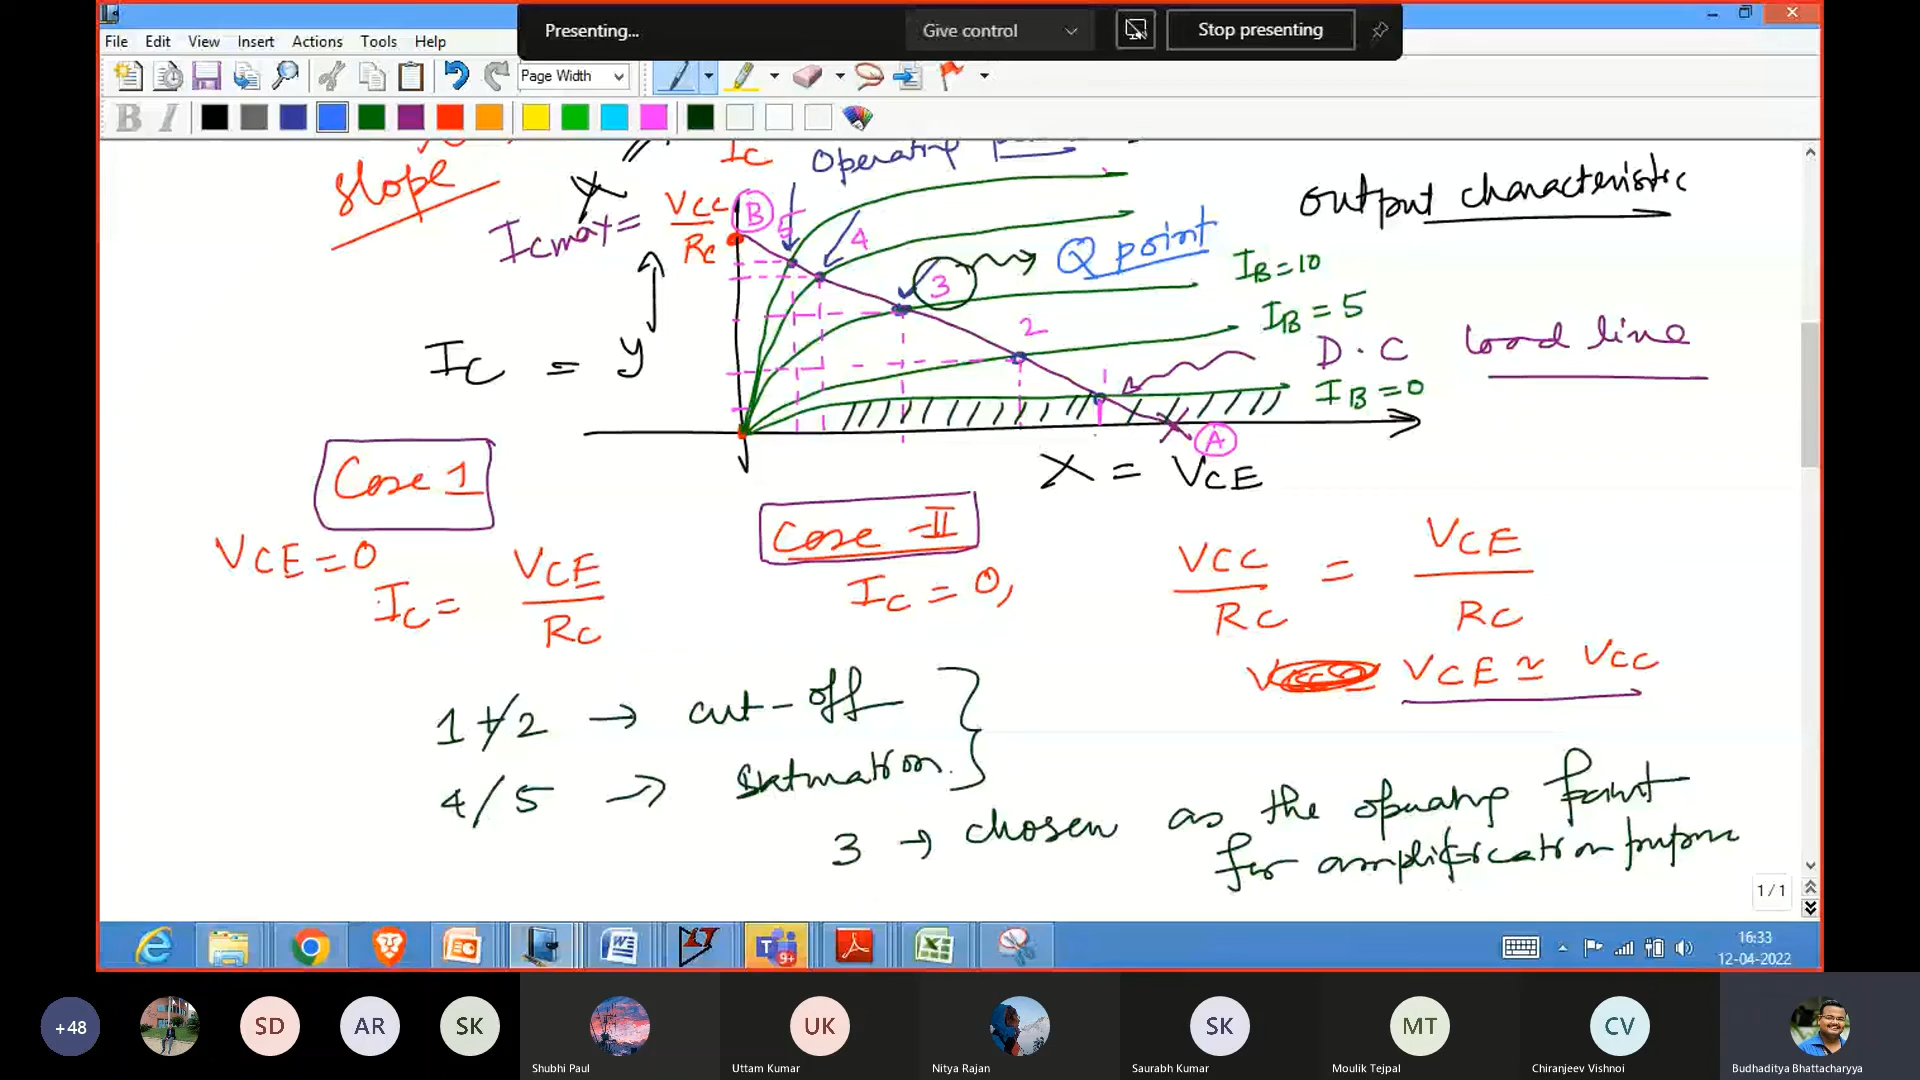 Presenting...
Give control
Stop presenting
File Edit View Insert Actions Tools Help
Page Width
B I
slope
IC
Operating
output characteristic
ICmax = VCC / RC
B
5
4
3
Q point
IB = 10
IB = 5
2
D.C load line
IB = 0
IC = y
A
X = VCE
Case 1
VCE = 0
IC = VCE / RC
Case - II
IC = 0,
VCC / RC = VCE / RC
VCE ≃ VCC
1 / 2 → cut-off
4/5 → saturation.
3 → chosen as the operating point
for amplification purpose
1 / 1
9+
16:33
12-04-2022
+48
SD
AR
SK
UK
SK
MT
CV
Shubhi Paul
Uttam Kumar
Nitya Rajan
Saurabh Kumar
Moulik Tejpal
Chiranjeev Vishnoi
Budhaditya Bhattacharyya